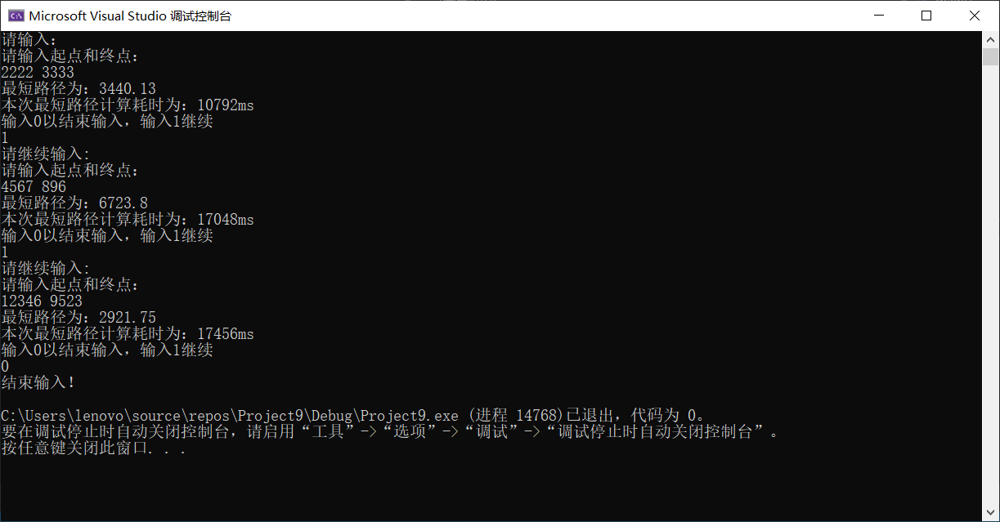 Microsoft Visual Studio 调试控制台
请输入：
请输入起点和终点：
2222 3333
最短路径为：3440.13
本次最短路径计算耗时为：10792ms
输入0以结束输入，输入1继续
1
请继续输入：
请输入起点和终点：
4567 896
最短路径为：6723.8
本次最短路径计算耗时为：17048ms
输入0以结束输入，输入1继续
1
请继续输入：
请输入起点和终点：
12346 9523
最短路径为：2921.75
本次最短路径计算耗时为：17456ms
输入0以结束输入，输入1继续
0
结束输入！
C:\Users\lenovo\source\repos\Project9\Debug\Project9.exe (进程 14768)已退出，代码为 0。
要在调试停止时自动关闭控制台，请启用“工具”->“选项”->“调试”->“调试停止时自动关闭控制台”。
按任意键关闭此窗口. . .